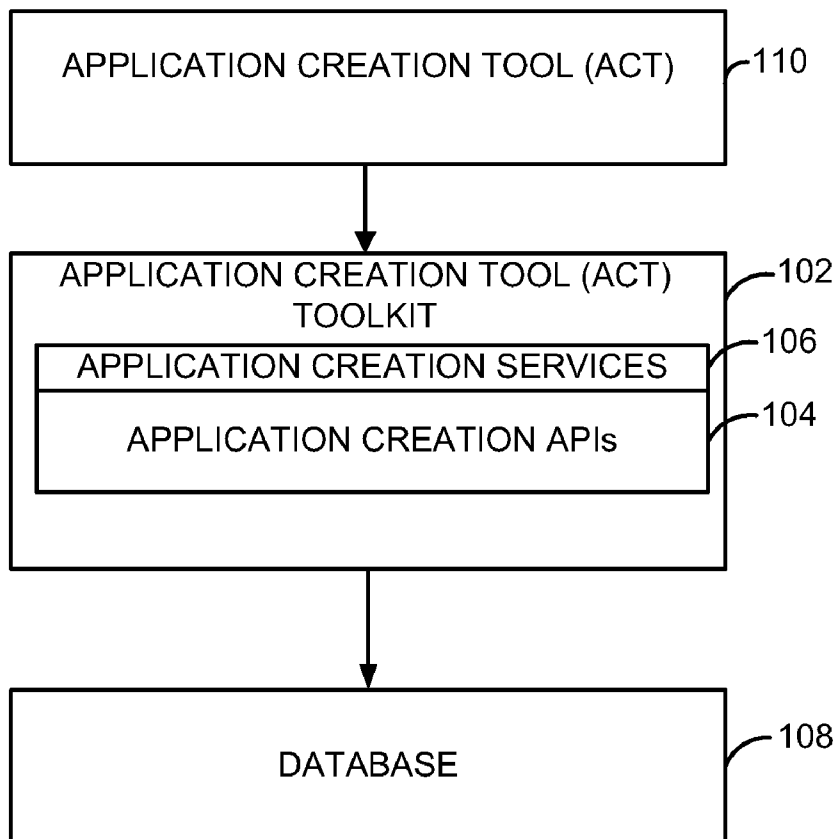 APPLICATION CREATION TOOL (ACT)
110
APPLICATION CREATION TOOL (ACT)
TOOLKIT
102
APPLICATION CREATION SERVICES
106
APPLICATION CREATION APIs
104
DATABASE
108